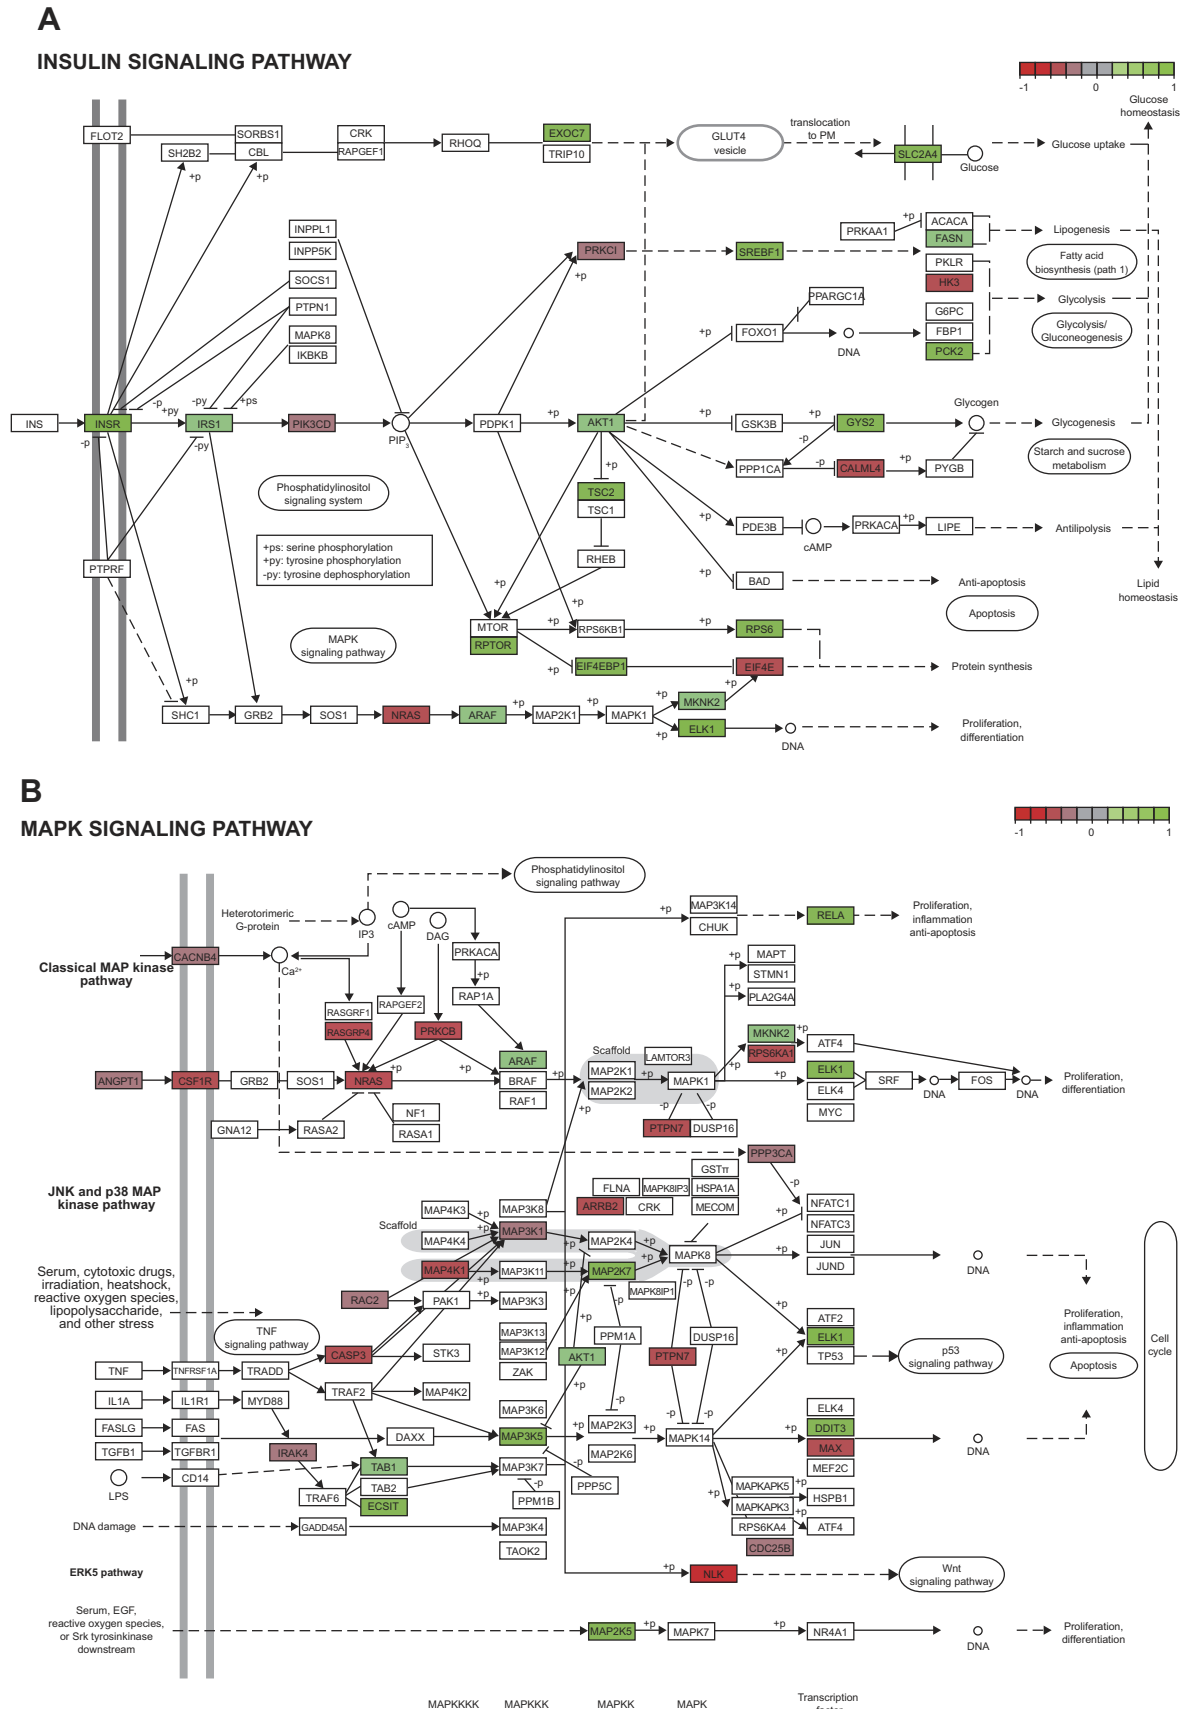 A
INSULIN SIGNALING PATHWAY
-1 0 1
Glucose
homeostasis
FLOT2
SORBS1
CBL
SH2B2
CRK
RAPGEF1
RHOQ
EXOC7
TRIP10
GLUT4
vesicle
translocation
to PM
SLC2A4
Glucose
Glucose uptake
+p
+p
INPPL1
INPP5K
SOCS1
PTPN1
MAPK8
IKBKB
PRKCI
+p
SREBF1
PRKAA1
+p
ACACA
FASN
Lipogenesis
Fatty acid
biosynthesis (path 1)
PKLR
HK3
Glycolysis
Glycolysis/
Gluconeogenesis
PPARGC1A
+p
FOXO1
DNA
G6PC
FBP1
PCK2
INS
INSR
-p
-p
+py
-py
+ps
IRS1
-py
PIK3CD
PIP3
PDPK1
+p
AKT1
+p
GSK3B
+p
GYS2
Glycogen
Glycogenesis
Starch and sucrose
metabolism
-p
PPP1CA
-p
CALML4
+p
PYGB
+p
Phosphatidylinositol
signaling system
+p
TSC2
TSC1
RHEB
+p
PDE3B
cAMP
PRKACA
+p
LIPE
Antilipolysis
+ps: serine phosphorylation
+py: tyrosine phosphorylation
-py: tyrosine dephosphorylation
PTPRF
+p
+p
BAD
Anti-apoptosis
Apoptosis
Lipid
homeostasis
MAPK
signaling pathway
MTOR
RPTOR
+p
RPS6KB1
+p
RPS6
+p
EIF4EBP1
+p
EIF4E
Protein synthesis
+p
SHC1
GRB2
SOS1
NRAS
ARAF
+p
MAP2K1
+p
MAPK1
+p
+p
MKNK2
+p
ELK1
DNA
Proliferation,
differentiation
B
MAPK SIGNALING PATHWAY
-1 0 1
Phosphatidylinositol
signaling pathway
Heterotorimeric
G-protein
IP3
cAMP
DAG
PRKACA
+p
RAP1A
+p
MAP3K14
CHUK
RELA
Proliferation,
inflammation
anti-apoptosis
CACNB4
Ca2+
Classical MAP kinase
pathway
RASGRF1
RASGRP4
RAPGEF2
PRKCB
+p
+p
MAPT
STMN1
PLA2G4A
+p
+p
ANGPT1
CSF1R
GRB2
SOS1
NRAS
ARAF
BRAF
RAF1
+p
Scaffold
LAMTOR3
MAP2K1
MAP2K2
+p
MAPK1
+p
MKNK2
RPS6KA1
+p
ATF4
+p
ELK1
ELK4
MYC
SRF
DNA
FOS
DNA
Proliferation,
differentiation
GNA12
RASA2
NF1
RASA1
+p
-p
-p
PTPN7
DUSP16
PPP3CA
-p
JNK and p38 MAP
kinase pathway
GSTπ
FLNA
MAPK8IP3
HSPA1A
ARRB2
CRK
MECOM
MAP4K3
+p
MAP3K8
Scaffold
MAP4K4
+p
MAP3K1
+p
+p
MAP2K4
+p
MAPK8
+p
NFATC1
NFATC3
+p
JUN
JUND
DNA
MAP4K1
+p
MAP3K11
+p
MAP2K7
+p
MAPK8IP1
Serum, cytotoxic drugs,
irradiation, heatshock,
reactive oxygen species,
lipopolysaccharide,
and other stress
RAC2
PAK1
+p
MAP3K3
TNF
signaling pathway
MAP3K13
MAP3K12
ZAK
+p
AKT1
-p
PPM1A
-p
-p
-p
PTPN7
DUSP16
+p
ATF2
ELK1
TP53
p53
signaling pathway
Proliferation,
inflammation
anti-apoptosis
Apoptosis
Cell
cycle
TNF
TNFRSF1A
TRADD
CASP3
STK3
+p
IL1A
IL1R1
MYD88
TRAF2
MAP4K2
MAP3K6
+p
-p
-p
FASLG
FAS
DAXX
MAP3K5
+p
MAP2K3
MAP2K6
MAPK14
+p
ELK4
DDIT3
MAX
MEF2C
DNA
TGFB1
TGFBR1
IRAK4
LPS
CD14
TAB1
TAB2
ECSIT
TRAF6
MAP3K7
-p
-p
PPM1B
PPP5C
+p
MAPKAPK5
MAPKAPK3
RPS6KA4
CDC25B
+p
+p
HSPB1
ATF4
DNA damage
GADD45A
MAP3K4
TAOK2
ERK5 pathway
+p
NLK
Wnt
signaling pathway
Serum, EGF,
reactive oxygen species,
or Srk tyrosinkinase
downstream
MAP2K5
+p
MAPK7
+p
NR4A1
DNA
Proliferation,
differentiation
MAPKKKK
MAPKKK
MAPKK
MAPK
Transcription